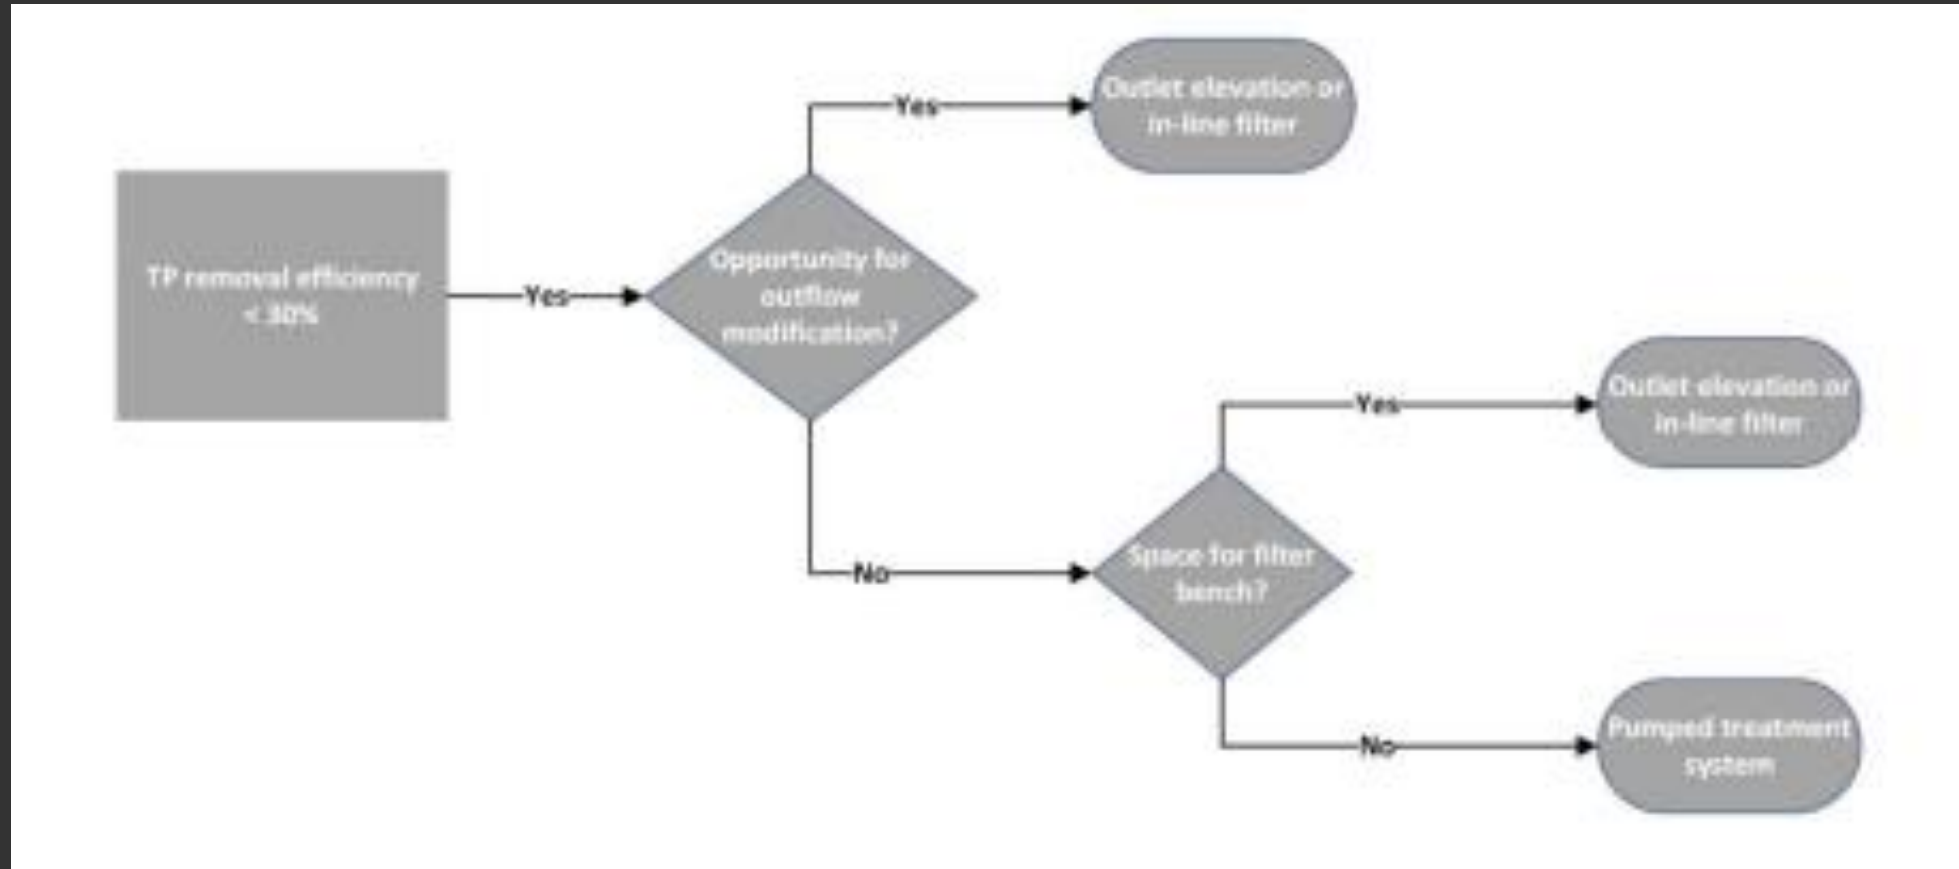 Outlet elevation or
in-line filter
Yes
TP removal efficiency
< 30%
Yes
Opportunity for
outflow
modification?
Yes
Outlet elevation or
in-line filter
No
Space for filter
bench?
No
Pumped treatment
system